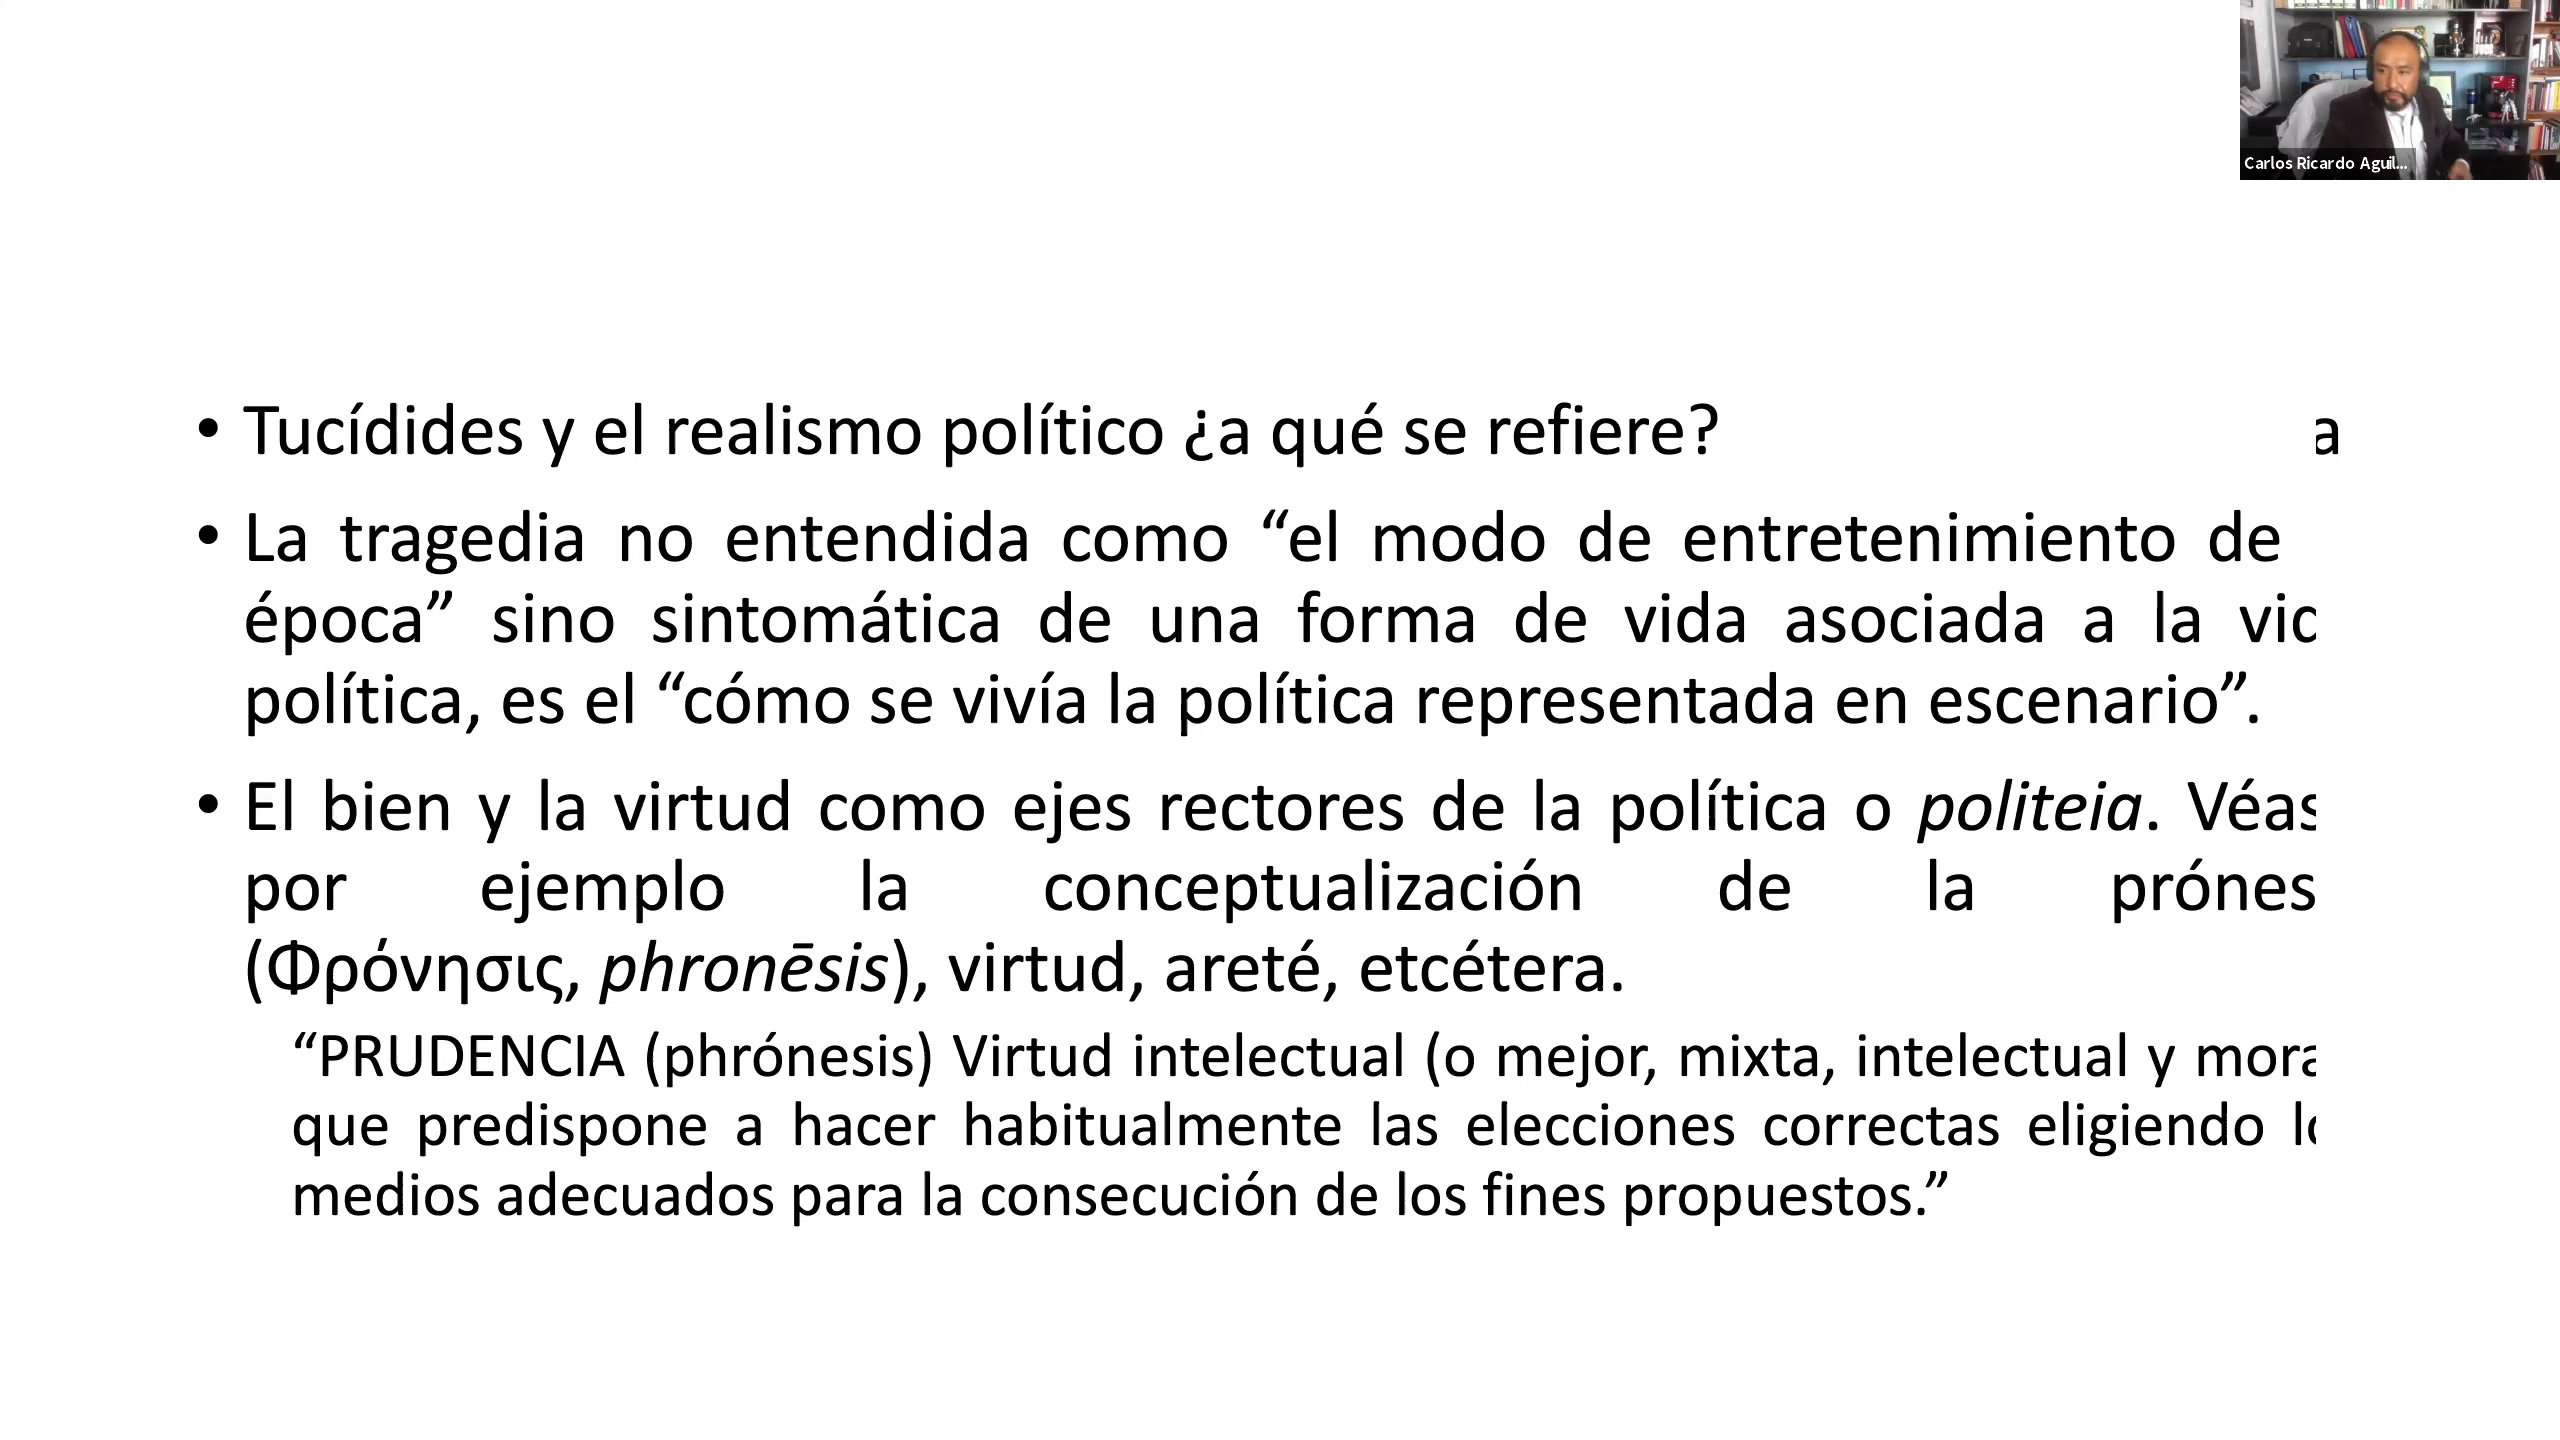 Carlos Ricardo Aguil...
• Tucídides y el realismo político ¿a qué se refiere?
• La tragedia no entendida como “el modo de entretenimiento de
época” sino sintomática de una forma de vida asociada a la
política, es el “cómo se vivía la política representada en escenario”.
• El bien y la virtud como ejes rectores de la política o politeia.
por ejemplo la conceptualización de la
(Φρόνησις, phronēsis), virtud, areté, etcétera.
“PRUDENCIA (phrónesis) Virtud intelectual (o mejor, mixta, intelectual y
que predispone a hacer habitualmente las elecciones correctas eligiendo
medios adecuados para la consecución de los fines propuestos.”